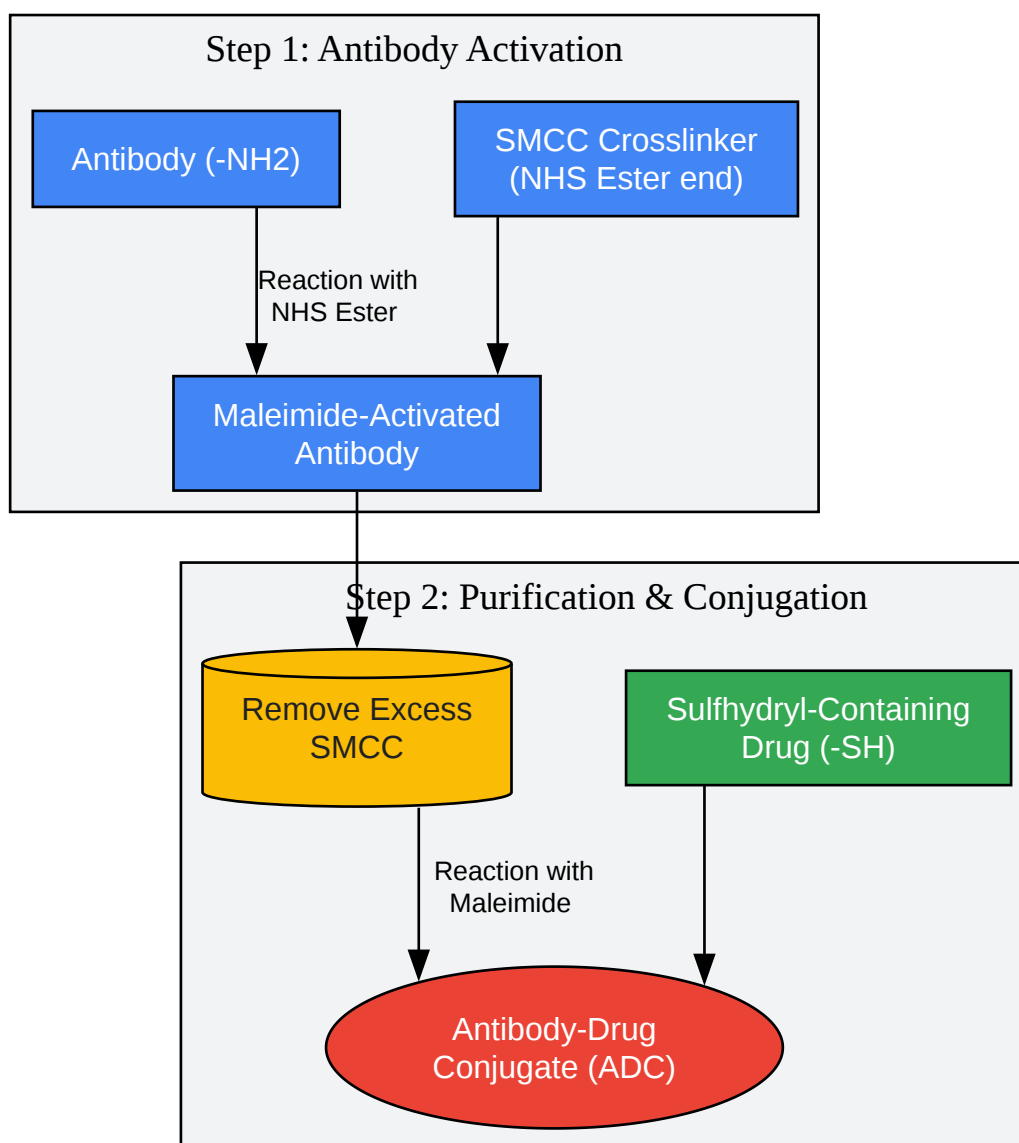 Step 1: Antibody Activation
Antibody (-NH2)
SMCC Crosslinker
(NHS Ester end)
Reaction with
NHS Ester
Maleimide-Activated
Antibody
Step 2: Purification & Conjugation
Remove Excess
SMCC
Sulfhydryl-Containing
Drug (-SH)
Reaction with
Maleimide
Antibody-Drug
Conjugate (ADC)